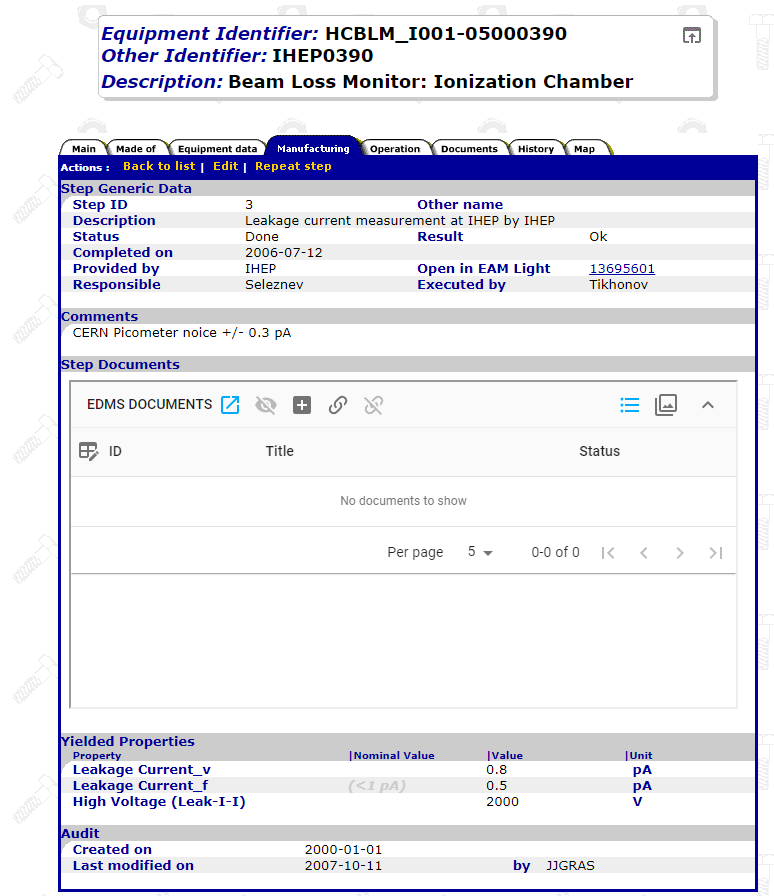 Equipment Identifier: HCBLM_I001-05000390
Other Identifier: IHEP0390
Description: Beam Loss Monitor: Ionization Chamber
Main Made of Equipment data Manufacturing Operation Documents History Map
Actions : Back to list | Edit | Repeat step
Step Generic Data
Step ID 3 Other name
Description Leakage current measurement at IHEP by IHEP
Status Done Result Ok
Completed on 2006-07-12
Provided by IHEP Open in EAM Light 13695601
Responsible Seleznev Executed by Tikhonov
Comments
CERN Picometer noice +/- 0.3 pA
Step Documents
EDMS DOCUMENTS
ID Title Status
No documents to show
Per page 5 0-0 of 0
Yielded Properties
Property |Nominal Value |Value |Unit
Leakage Current_v 0.8 pA
Leakage Current_f (<1 pA) 0.5 pA
High Voltage (Leak-I-I) 2000 V
Audit
Created on 2000-01-01
Last modified on 2007-10-11 by JJGRAS